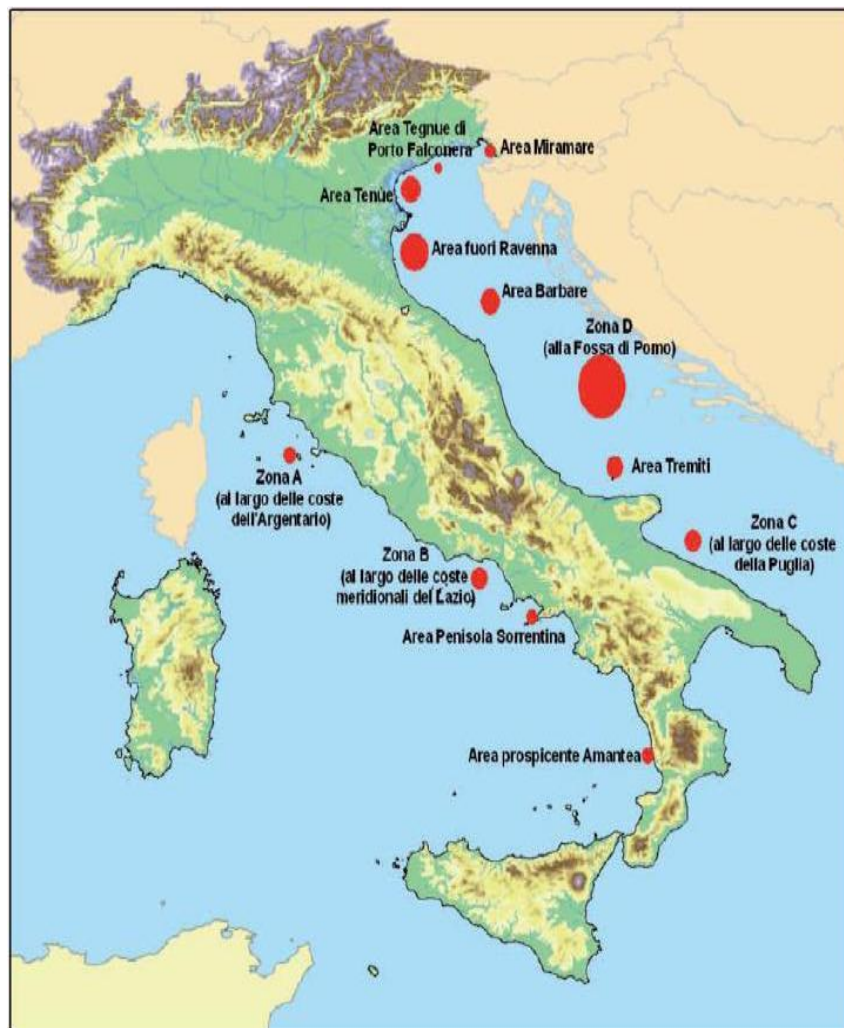 Area Tegnue di
Porto Falconera
Area Miramare
Area Tenùe
Area fuori Ravenna
Area Barbare
Zona D
(alla Fossa di Pomo)
Area Tremiti
Zona A
(al largo delle coste
dell'Argentario)
Zona C
(al largo delle coste
della Puglia)
Zona B
(al largo delle coste
meridionali del Lazio)
Area Penisola Sorrentina
Area prospicente Amantea